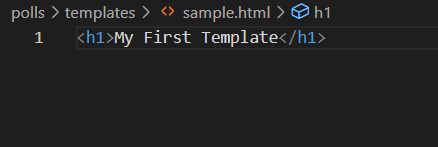 polls > templates > <> sample.html > h1
1 <h1>My First Template</h1>